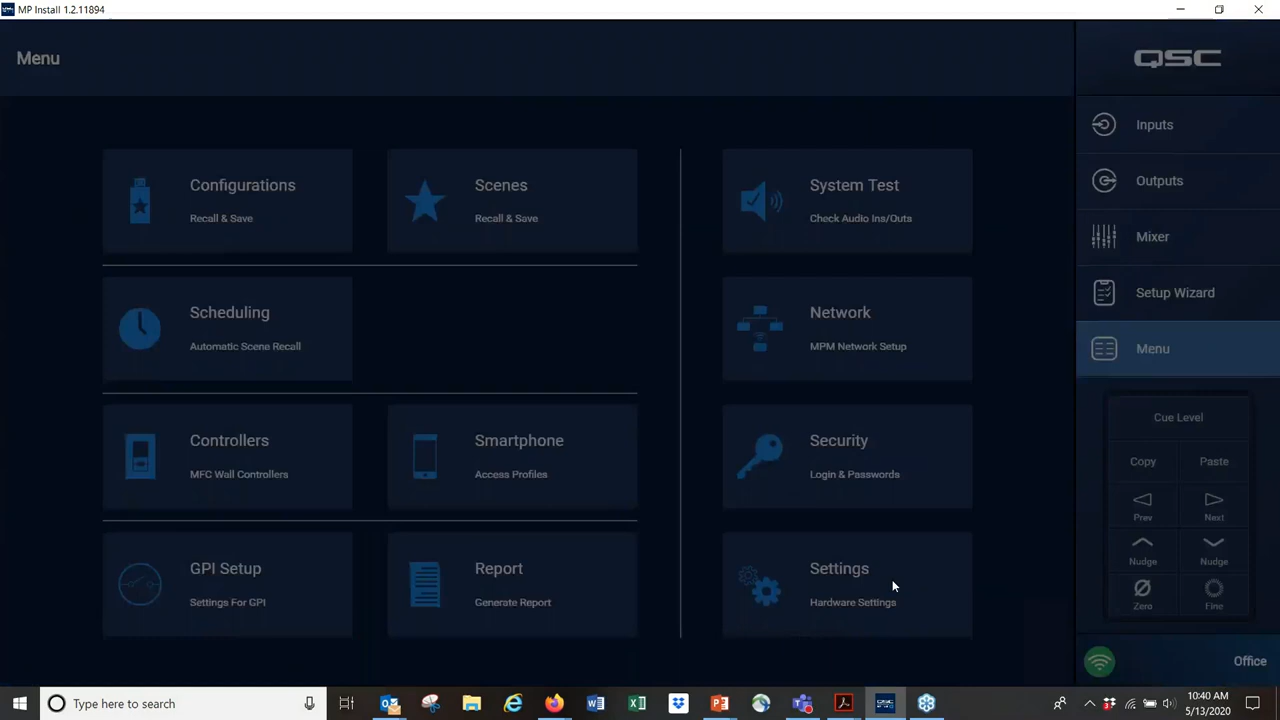 MP Install 1.2.11894
Menu
QSC
Configurations
Recall & Save
Scenes
Recall & Save
System Test
Check Audio Ins/Outs
Scheduling
Automatic Scene Recall
Network
MPM Network Setup
Controllers
MFC Wall Controllers
Smartphone
Access Profiles
Security
Login & Passwords
GPI Setup
Settings For GPI
Report
Generate Report
Settings
Hardware Settings
Inputs
Outputs
Mixer
Setup Wizard
Menu
Cue Level
Copy Paste
Prev Next
Nudge Nudge
Zero Fine
Office
Type here to search
10:40 AM
5/13/2020